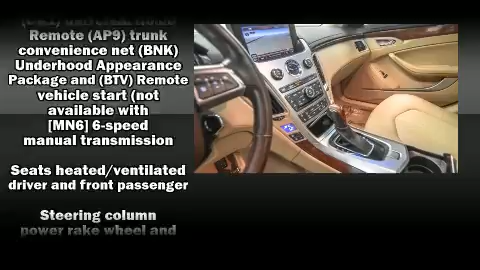 Remote (AP9) trunk
convenience net (BNK)
Underhood Appearance
Package and (BTV) Remote
vehicle start (not
available with
[MN6] 6-speed
manual transmission
Seats heated/ventilated
driver and front passenger
Steering column
power rake wheel and